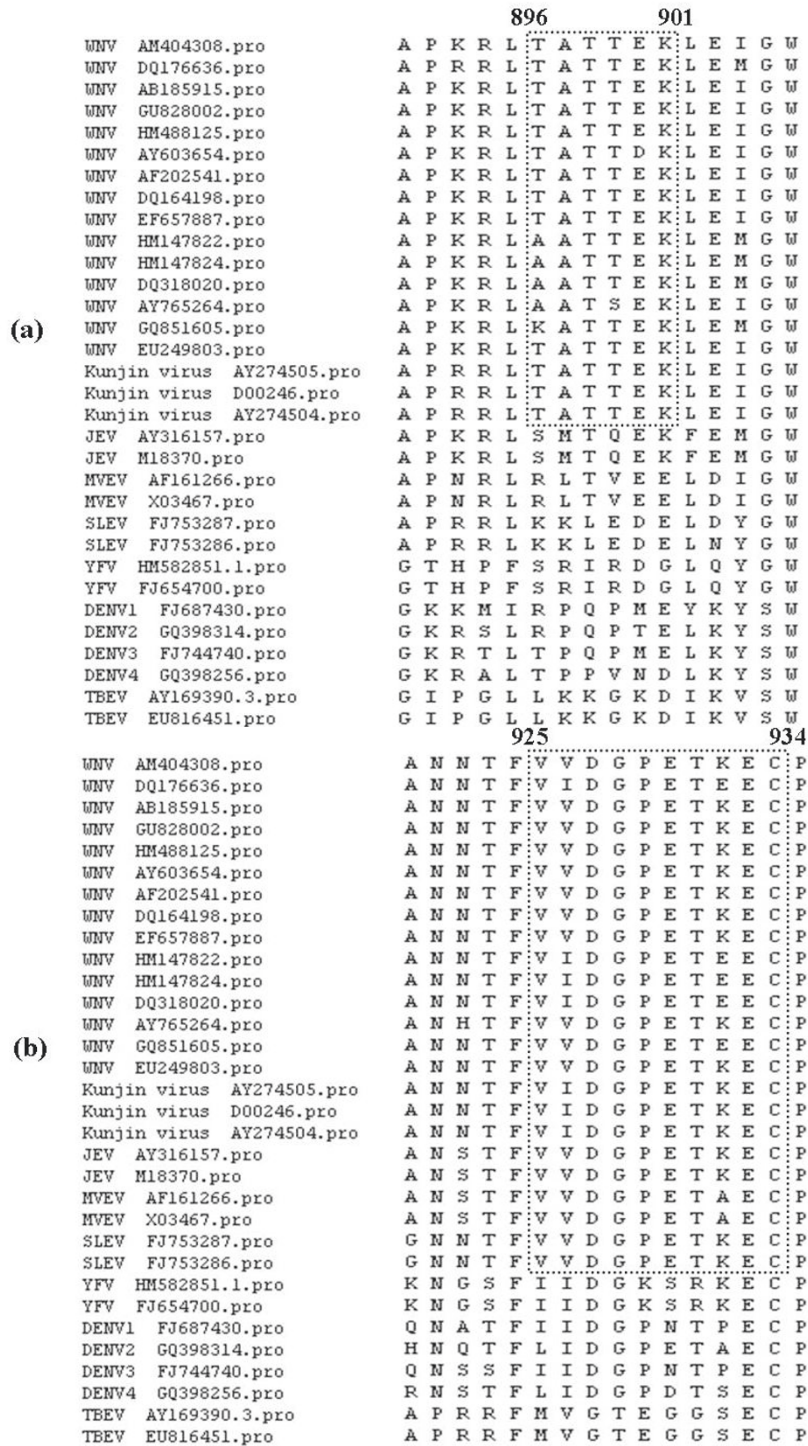 896 901
WNV AM404308.pro A P K R L T A T T E K L E I G W
WNV DQ176636.pro A P R R L T A T T E K L E M G W
WNV AB185915.pro A P K R L T A T T E K L E I G W
WNV GU828002.pro A P K R L T A T T E K L E I G W
WNV HM488125.pro A P K R L T A T T E K L E I G W
WNV AY603654.pro A P K R L T A T T D K L E I G W
WNV AF202541.pro A P K R L T A T T E K L E I G W
WNV DQ164198.pro A P K R L T A T T E K L E I G W
WNV EF657887.pro A P K R L T A T T E K L E I G W
WNV HM147822.pro A P K R L A A T T E K L E M G W
WNV HM147824.pro A P K R L A A T T E K L E M G W
WNV DQ318020.pro A P K R L A A T T E K L E M G W
WNV AY765264.pro A P K R L A A T S E K L E I G W
(a)
WNV GQ851605.pro A P K R L K A T T E K L E M G W
WNV EU249803.pro A P K R L T A T T E K L E I G W
Kunjin virus AY274505.pro A P K R L T A T T E K L E I G W
Kunjin virus D00246.pro A P R R L T A T T E K L E I G W
Kunjin virus AY274504.pro A P R R L T A T T E K L E I G W
JEV AY316157.pro A P K R L S M T Q E K F E M G W
JEV M18370.pro A P K R L S M T Q E K F E M G W
MVEV AF161266.pro A P N R L R L T V E E L D I G W
MVEV X03467.pro A P N R L R L T V E E L D I G W
SLEV FJ753287.pro A P R R L K K L E D E L D Y G W
SLEV FJ753286.pro A P R R L K K L E D E L N Y G W
YFV HM582851.1.pro G T H P F S R I R D G L Q Y G W
YFV FJ654700.pro G T H P F S R I R D G L Q Y G W
DENV1 FJ687430.pro G K K M I R P Q P M E Y K Y S W
DENV2 GQ398314.pro G K R S L R P Q P T E L K Y S W
DENV3 FJ744740.pro G K R T L T P Q P M E L K Y S W
DENV4 GQ398256.pro G K R A L T P P V N D L K Y S W
TBEV AY169390.3.pro G I P G L L K K G K D I K V S W
TBEV EU816451.pro G I P G L L K K G K D I K V S W
925 934
WNV AM404308.pro A N N T F V V D G P E T K E C P
WNV DQ176636.pro A N N T F V I D G P E T E E C P
WNV AB185915.pro A N N T F V V D G P E T K E C P
WNV GU828002.pro A N N T F V V D G P E T K E C P
WNV HM488125.pro A N N T F V V D G P E T K E C P
WNV AY603654.pro A N N T F V V D G P E T K E C P
WNV AF202541.pro A N N T F V V D G P E T K E C P
WNV DQ164198.pro A N N T F V V D G P E T K E C P
WNV EF657887.pro A N N T F V V D G P E T K E C P
WNV HM147822.pro A N N T F V I D G P E T E E C P
WNV HM147824.pro A N N T F V I D G P E T E E C P
WNV DQ318020.pro A N N T F V I D G P E T E E C P
WNV AY765264.pro A N H T F V V D G P E T K E C P
(b)
WNV GQ851605.pro A N N T F V V D G P E T E E C P
WNV EU249803.pro A N N T F V V D G P E T K E C P
Kunjin virus AY274505.pro A N N T F V I D G P E T K E C P
Kunjin virus D00246.pro A N N T F V I D G P E T K E C P
Kunjin virus AY274504.pro A N N T F V I D G P E T K E C P
JEV AY316157.pro A N S T F V V D G P E T K E C P
JEV M18370.pro A N S T F V V D G P E T K E C P
MVEV AF161266.pro A N S T F V V D G P E T A E C P
MVEV X03467.pro A N S T F V V D G P E T A E C P
SLEV FJ753287.pro G N N T F V V D G P E T K E C P
SLEV FJ753286.pro G N N T F V V D G P E T K E C P
YFV HM582851.1.pro K N G S F I I D G K S R K E C P
YFV FJ654700.pro K N G S F I I D G K S R K E C P
DENV1 FJ687430.pro Q N A T F I I D G P N T P E C P
DENV2 GQ398314.pro H N Q T F L I D G P E T A E C P
DENV3 FJ744740.pro Q N S S F I I D G P N T P E C P
DENV4 GQ398256.pro R N S T F L I D G P D T S E C P
TBEV AY169390.3.pro A P R R F M V G T E G G S E C P
TBEV EU816451.pro A P R R F M V G T E G G S E C P